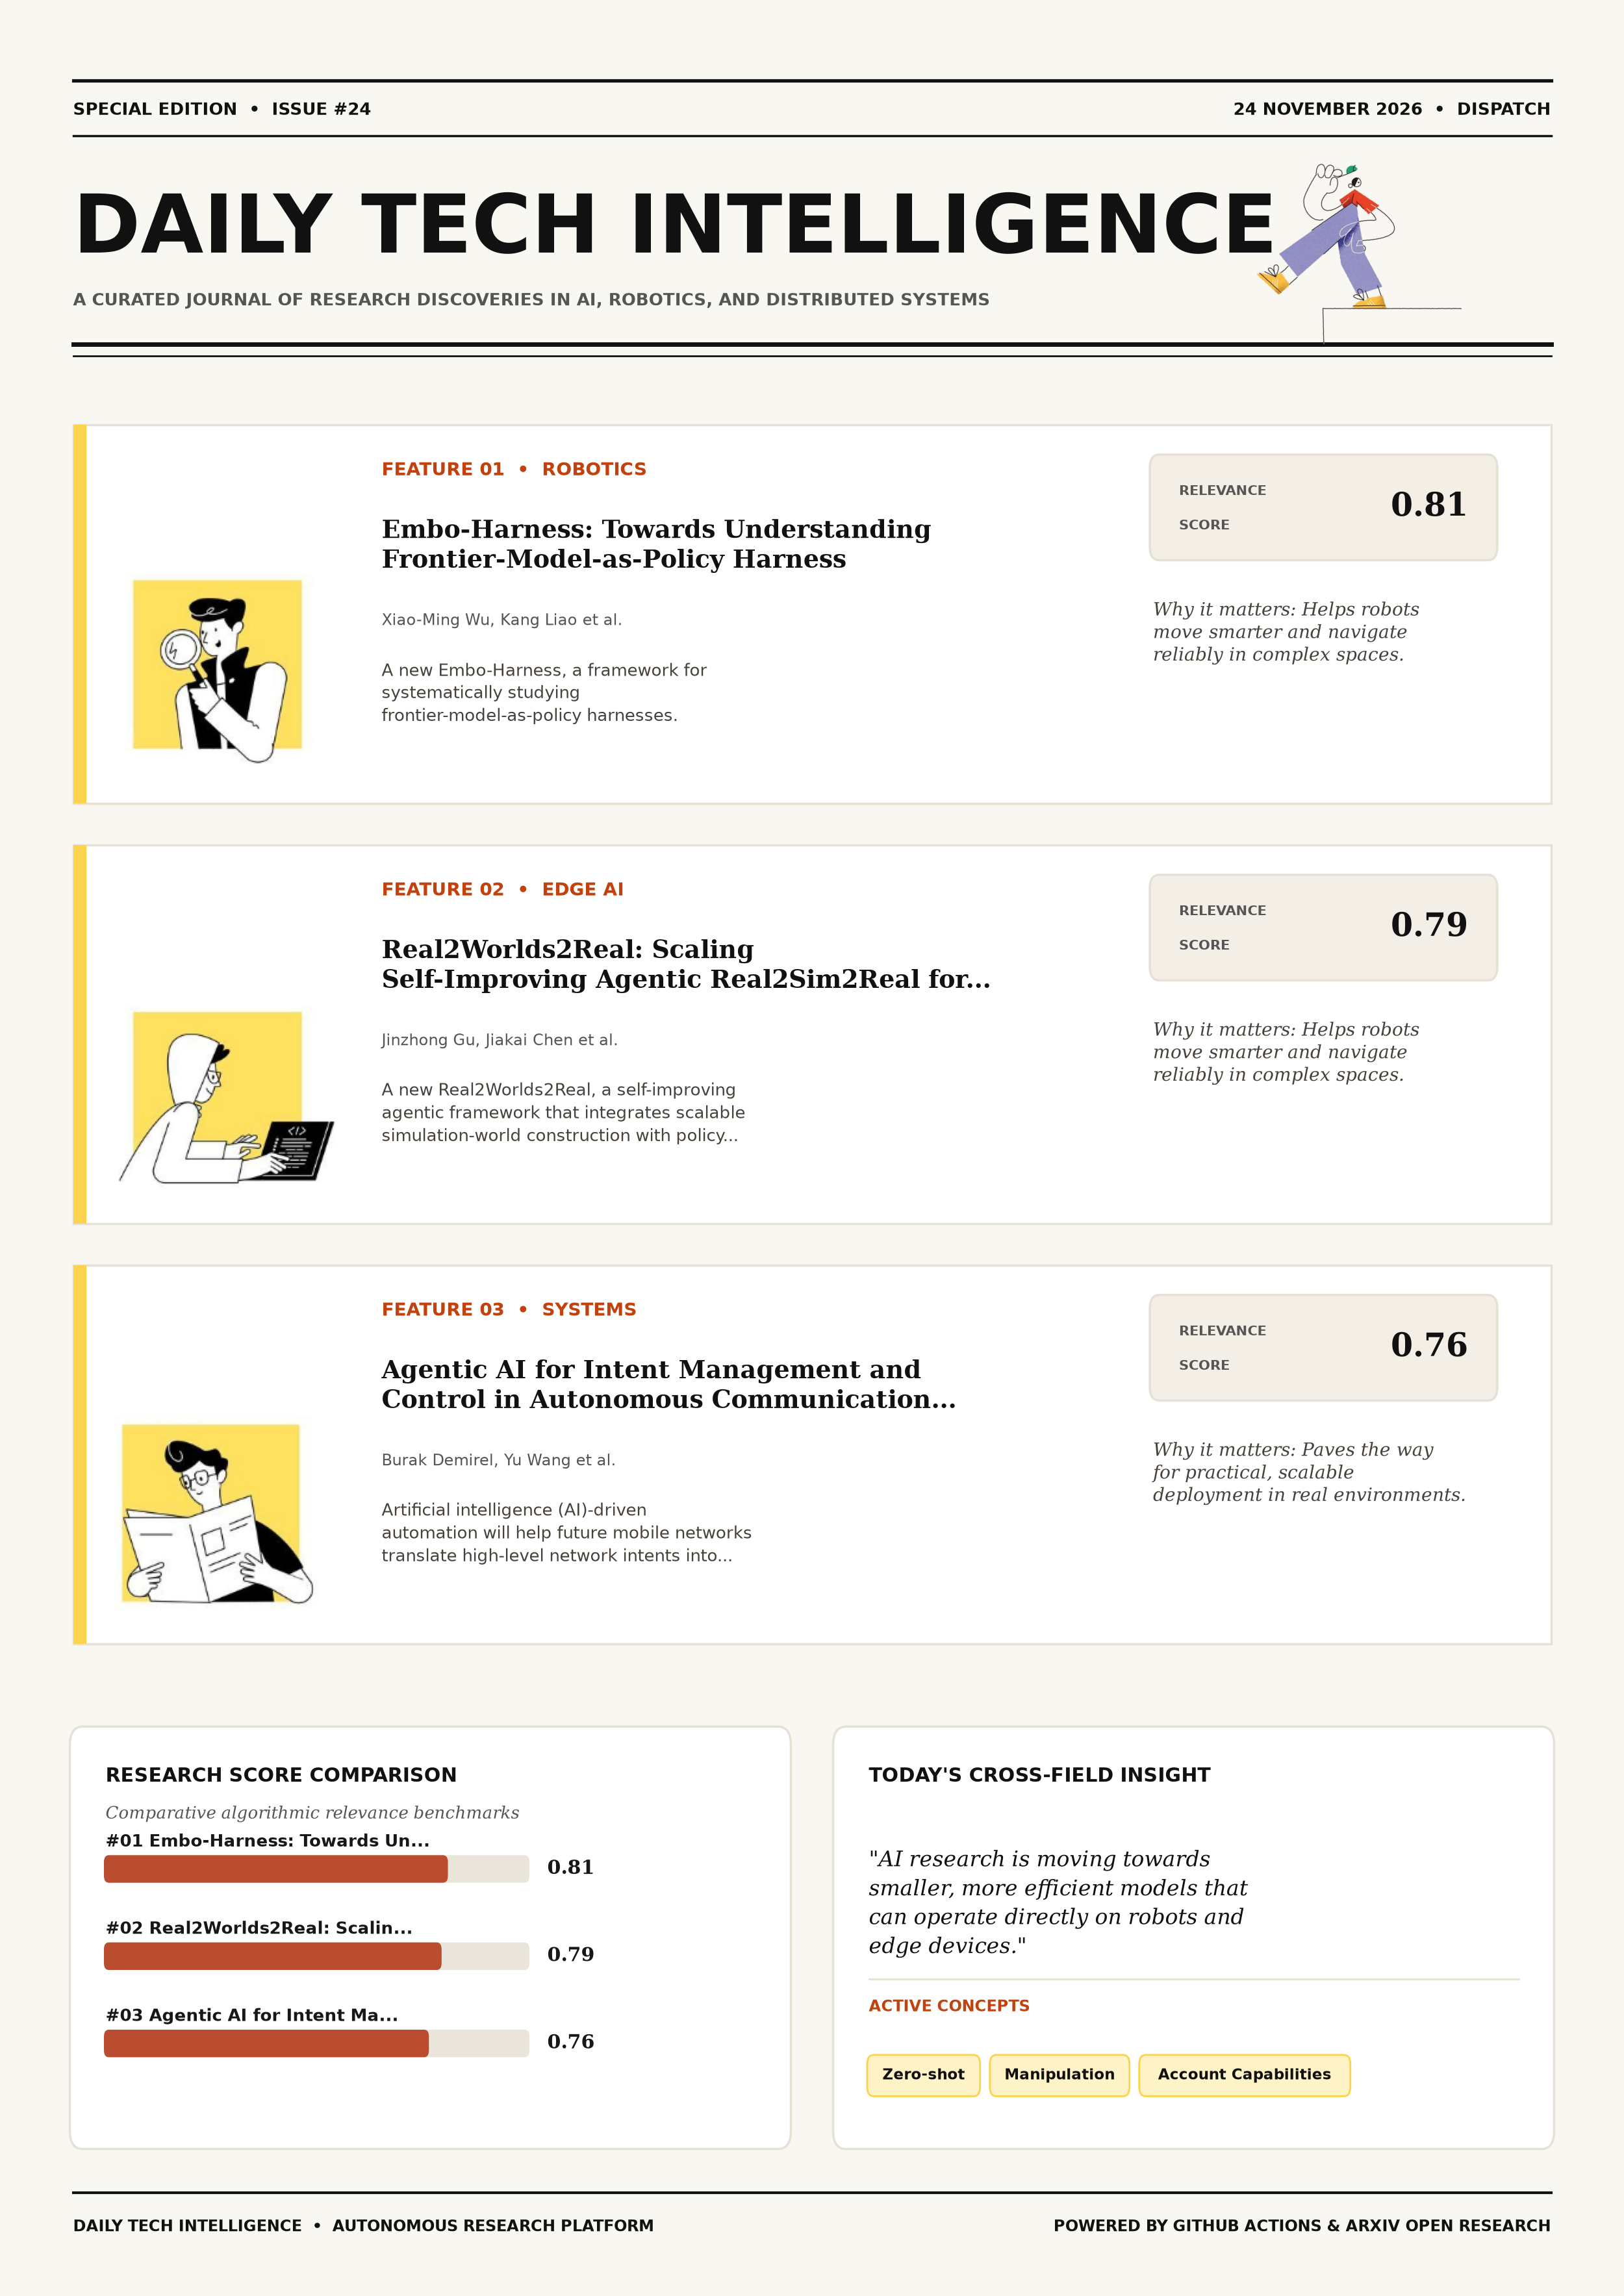 SPECIAL EDITION • ISSUE #24
24 NOVEMBER 2026 • DISPATCH
DAILY TECH INTELLIGENCE
A CURATED JOURNAL OF RESEARCH DISCOVERIES IN AI, ROBOTICS, AND DISTRIBUTED SYSTEMS
FEATURE 01 • ROBOTICS
Embo-Harness: Towards Understanding
Frontier-Model-as-Policy Harness
Xiao-Ming Wu, Kang Liao et al.
A new Embo-Harness, a framework for
systematically studying
frontier-model-as-policy harnesses.
RELEVANCE
SCORE
0.81
Why it matters: Helps robots
move smarter and navigate
reliably in complex spaces.
FEATURE 02 • EDGE AI
Real2Worlds2Real: Scaling
Self-Improving Agentic Real2Sim2Real for...
Jinzhong Gu, Jiakai Chen et al.
A new Real2Worlds2Real, a self-improving
agentic framework that integrates scalable
simulation-world construction with policy...
</>
RELEVANCE
SCORE
0.79
Why it matters: Helps robots
move smarter and navigate
reliably in complex spaces.
FEATURE 03 • SYSTEMS
Agentic AI for Intent Management and
Control in Autonomous Communication...
Burak Demirel, Yu Wang et al.
Artificial intelligence (AI)-driven
automation will help future mobile networks
translate high-level network intents into...
RELEVANCE
SCORE
0.76
Why it matters: Paves the way
for practical, scalable
deployment in real environments.
RESEARCH SCORE COMPARISON
Comparative algorithmic relevance benchmarks
#01 Embo-Harness: Towards Un...
0.81
#02 Real2Worlds2Real: Scalin...
0.79
#03 Agentic AI for Intent Ma...
0.76
TODAY'S CROSS-FIELD INSIGHT
"AI research is moving towards
smaller, more efficient models that
can operate directly on robots and
edge devices."
ACTIVE CONCEPTS
Zero-shot
Manipulation
Account Capabilities
DAILY TECH INTELLIGENCE • AUTONOMOUS RESEARCH PLATFORM
POWERED BY GITHUB ACTIONS & ARXIV OPEN RESEARCH